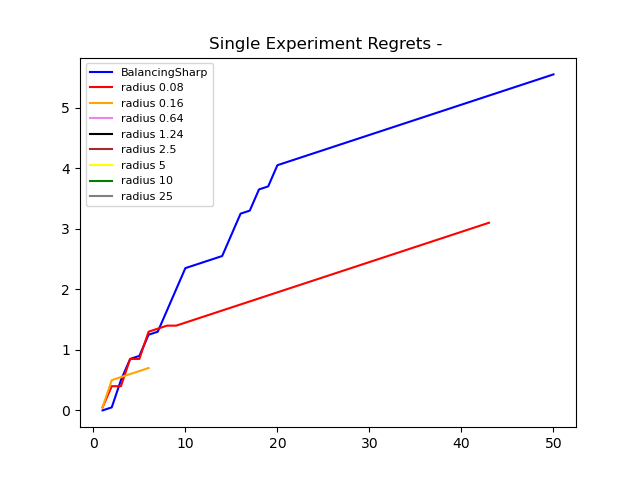 Single Experiment Regrets -
BalancingSharp
radius 0.08
radius 0.16
radius 0.64
radius 1.24
radius 2.5
radius 5
radius 10
radius 25
5
4
3
2
1
0
0 10 20 30 40 50